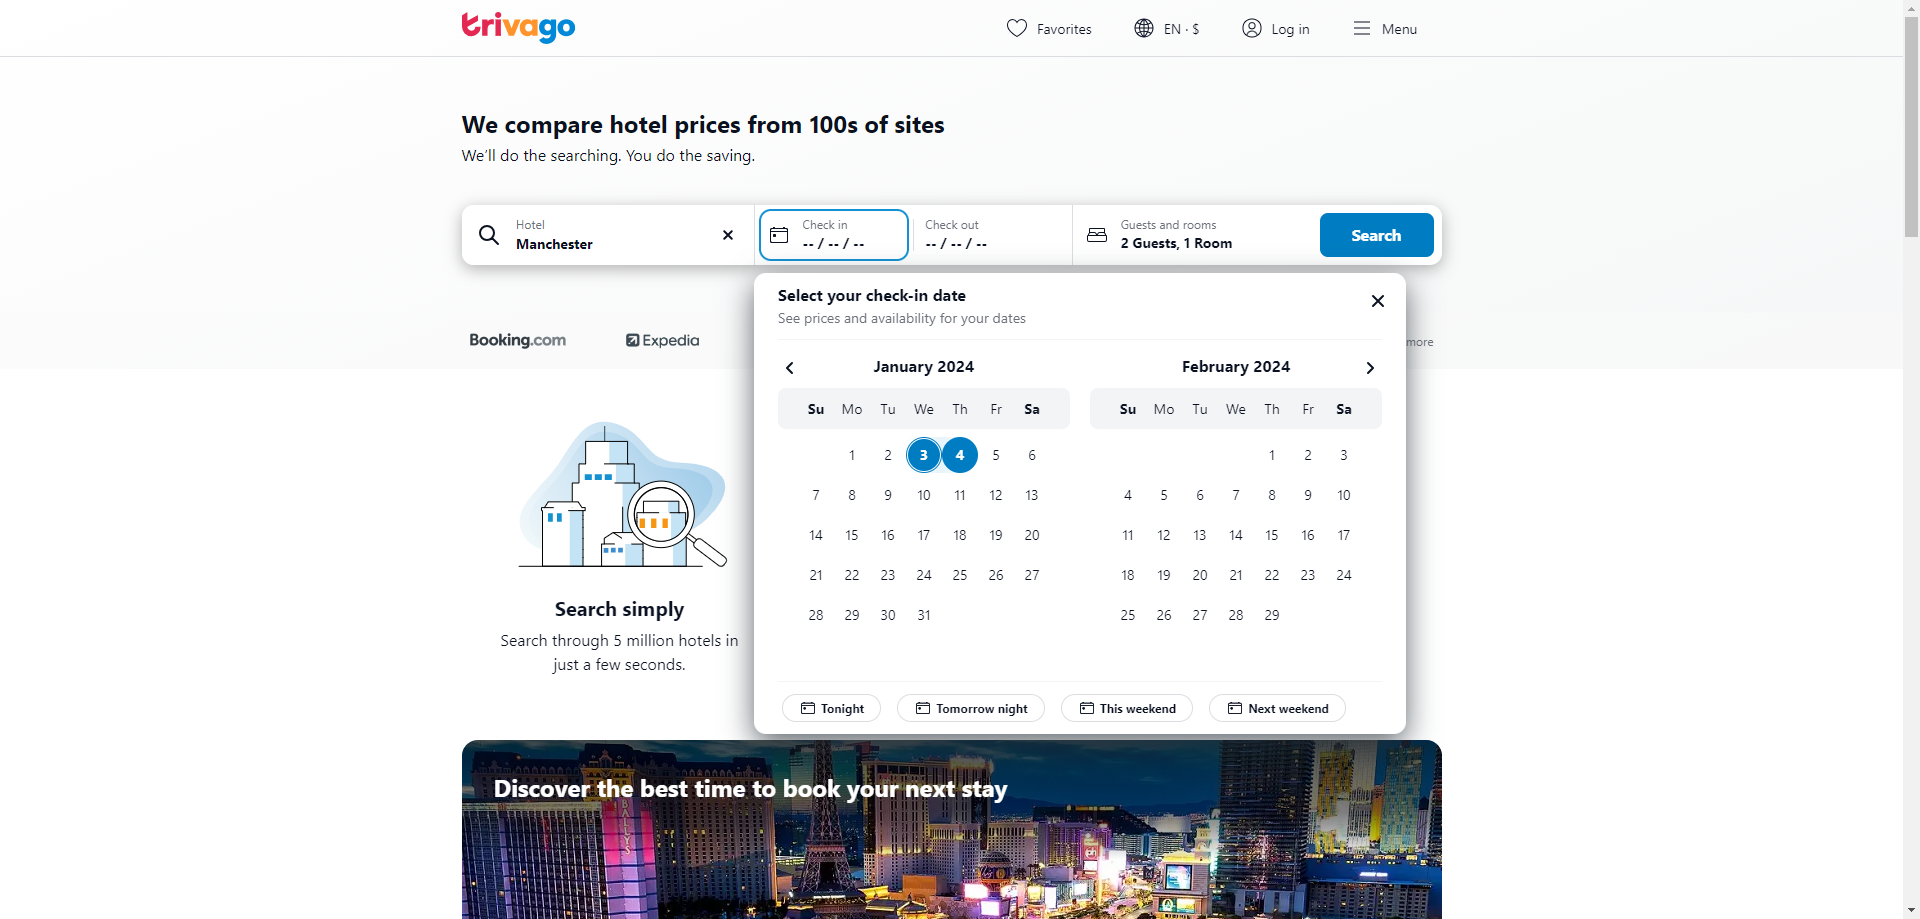 trivago
Favorites
EN · $
Log in
Menu
We compare hotel prices from 100s of sites
We'll do the searching. You do the saving.
Hotel
Manchester
Check in
-- / -- / --
Check out
-- / -- / --
Guests and rooms
2 Guests, 1 Room
Search
Select your check-in date
See prices and availability for your dates
Booking.com
Expedia
more
January 2024
Su Mo Tu We Th Fr Sa
1 2 3 4 5 6
7 8 9 10 11 12 13
14 15 16 17 18 19 20
21 22 23 24 25 26 27
28 29 30 31
February 2024
Su Mo Tu We Th Fr Sa
1 2 3
4 5 6 7 8 9 10
11 12 13 14 15 16 17
18 19 20 21 22 23 24
25 26 27 28 29
Tonight
Tomorrow night
This weekend
Next weekend
Search simply
Search through 5 million hotels in
just a few seconds.
Discover the best time to book your next stay
BALLY'S